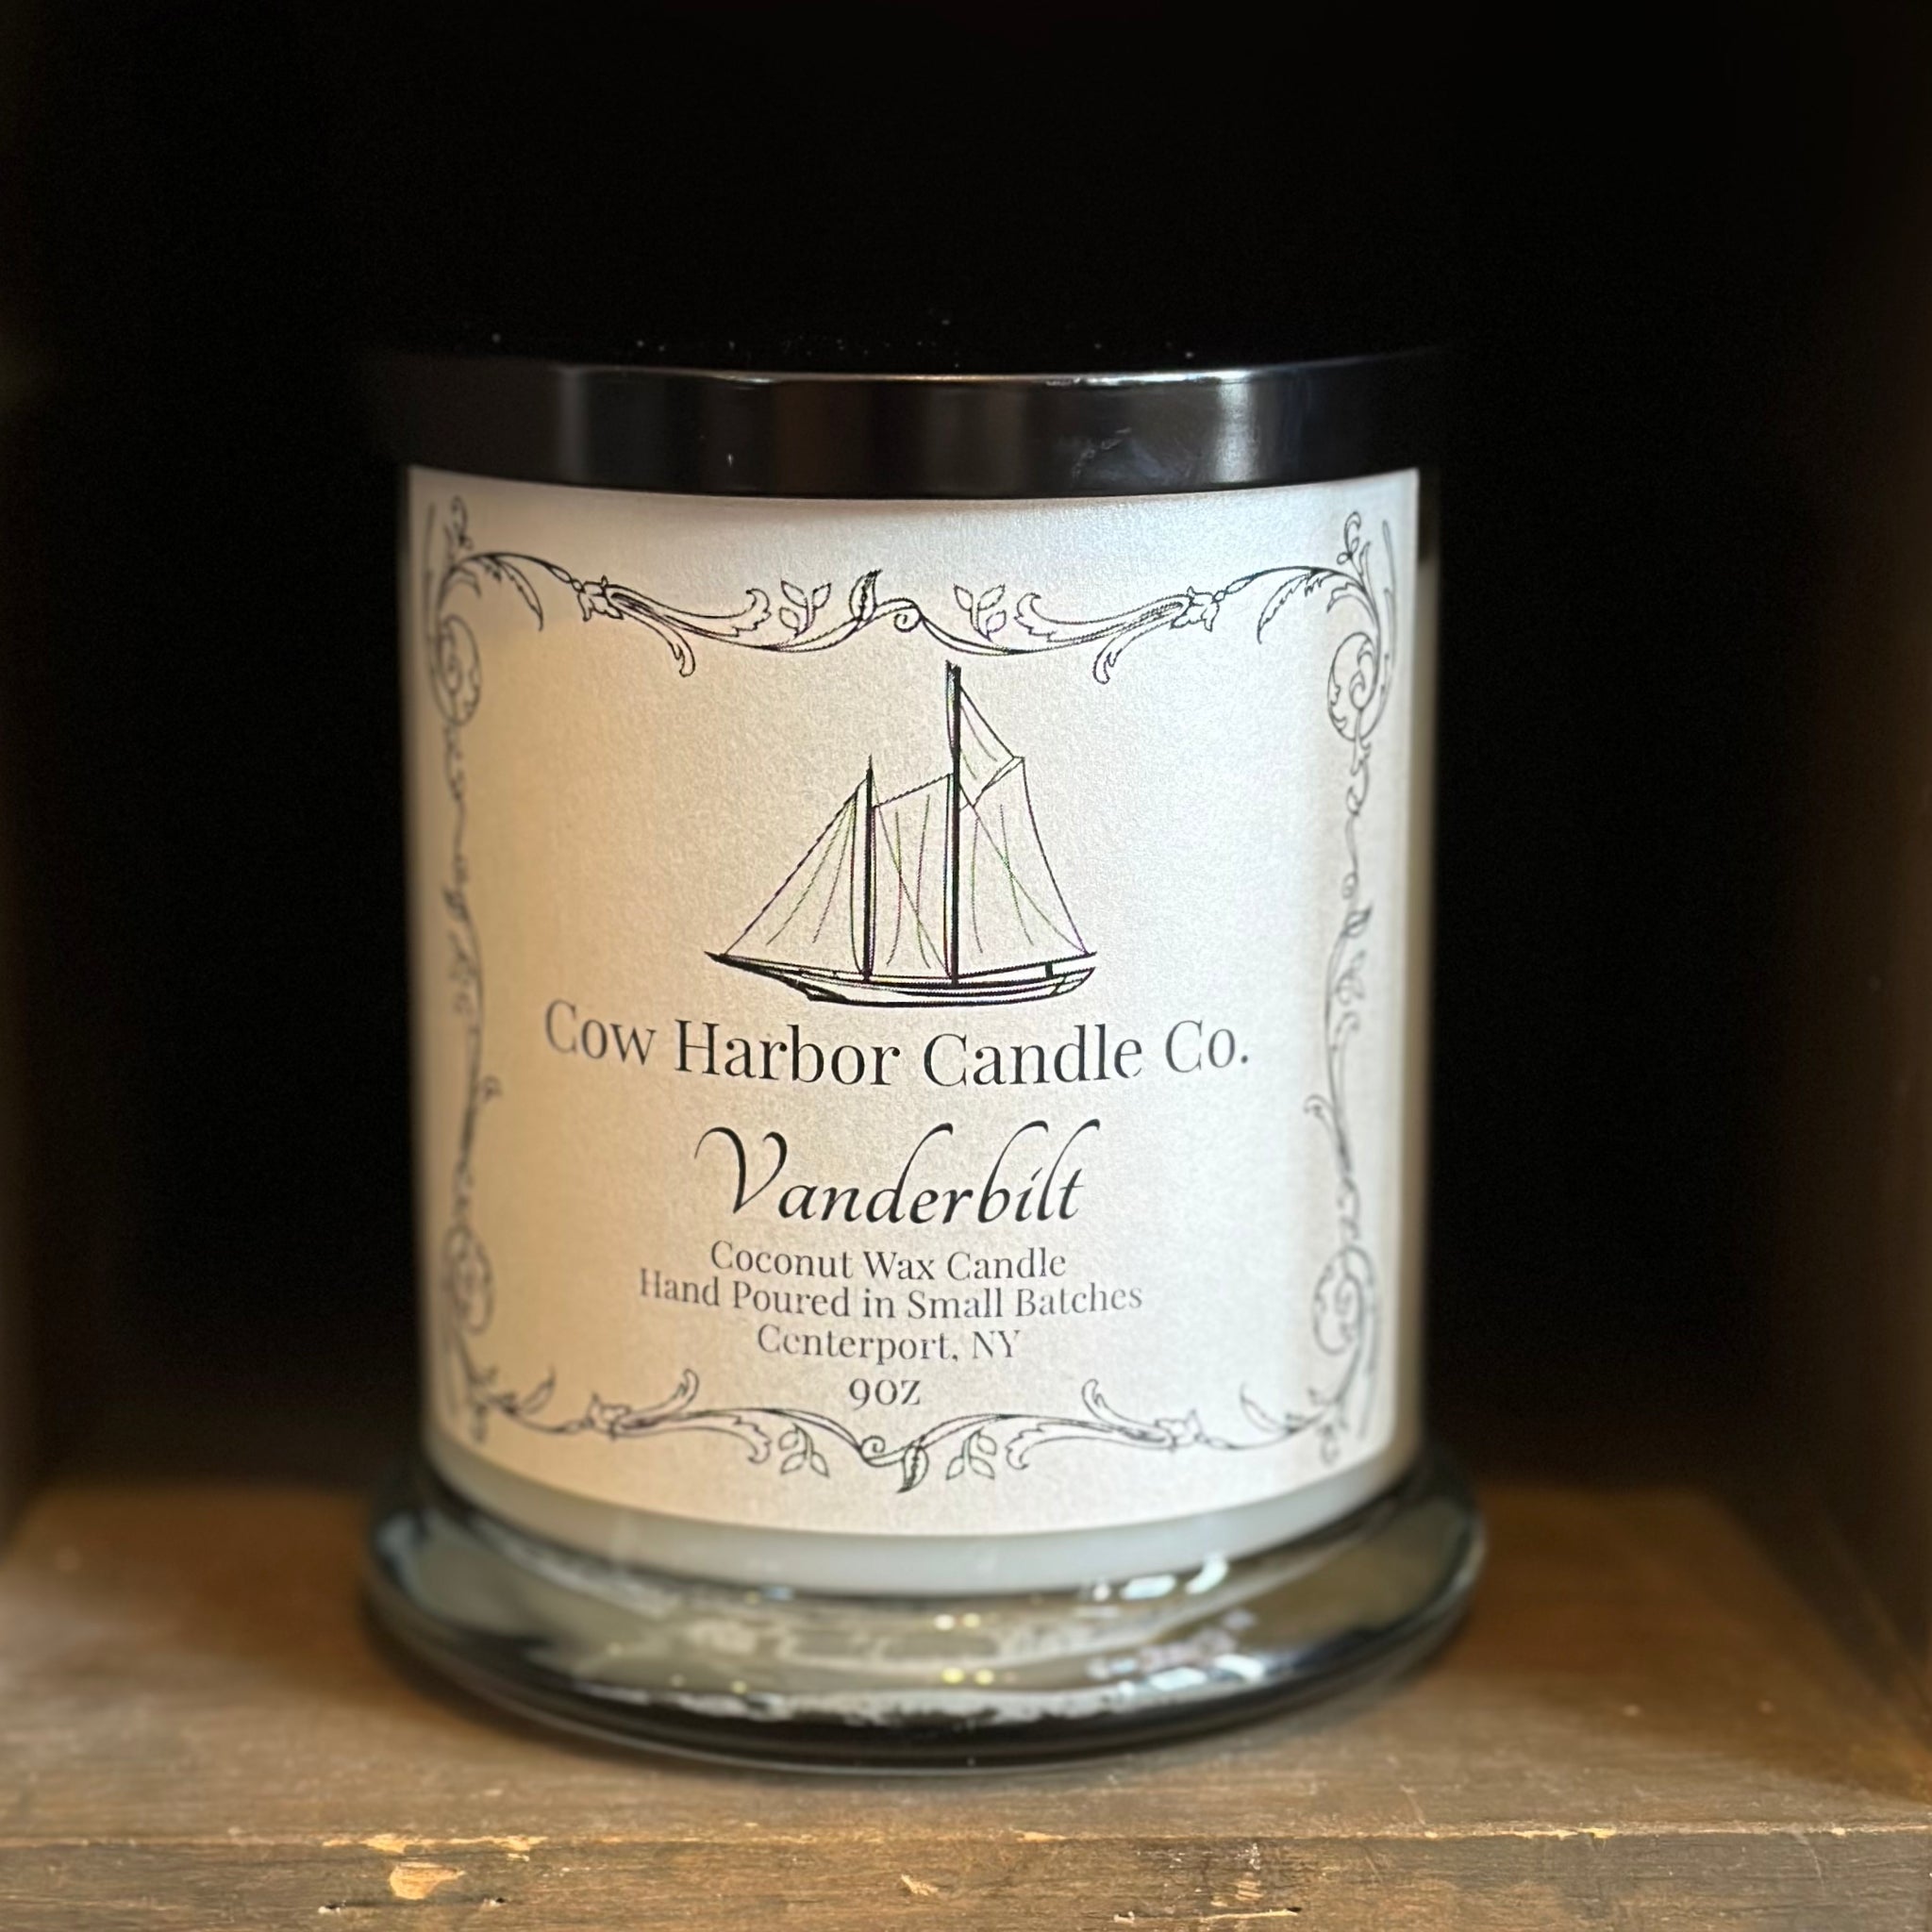 Cow Harbor Candle Co.
Vanderbilt
Coconut Wax Candle
Hand Poured in Small Batches
Centerport, NY
9oz